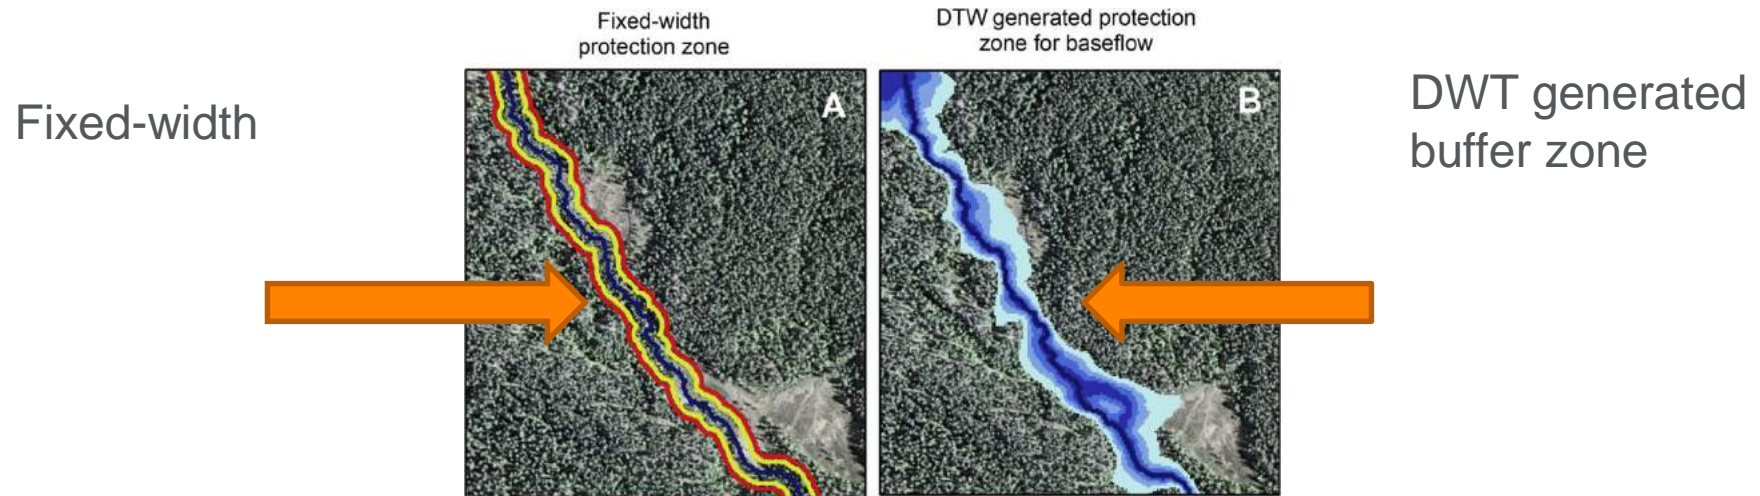 Fixed-width
protection zone
DTW generated protection
zone for baseflow
Fixed-width
A
B
DWT generated
buffer zone